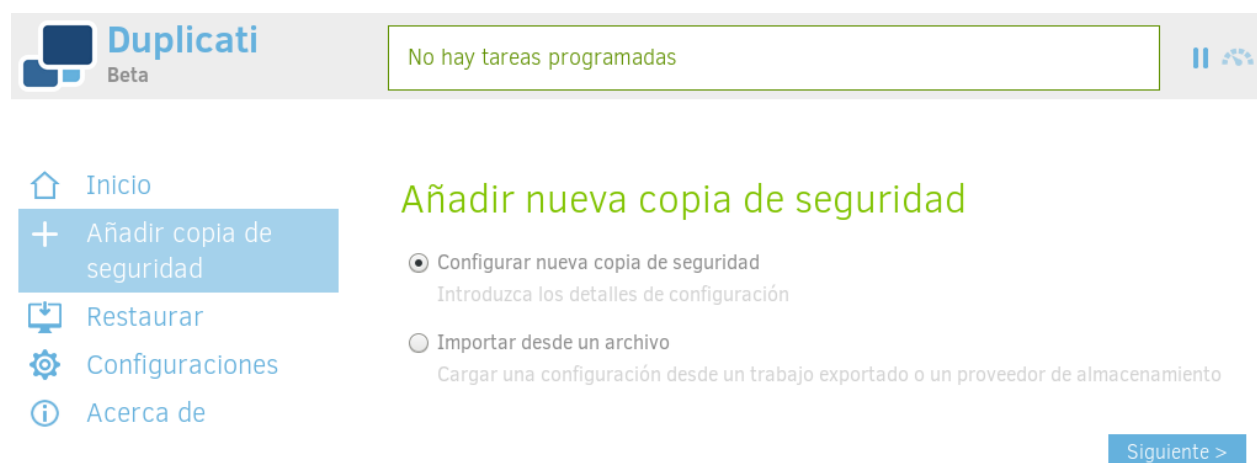 Duplicati
Beta
No hay tareas programadas
Inicio
Añadir copia de
seguridad
Restaurar
Configuraciones
Acerca de
Añadir nueva copia de seguridad
Configurar nueva copia de seguridad
Introduzca los detalles de configuración
Importar desde un archivo
Cargar una configuración desde un trabajo exportado o un proveedor de almacenamiento
Siguiente >